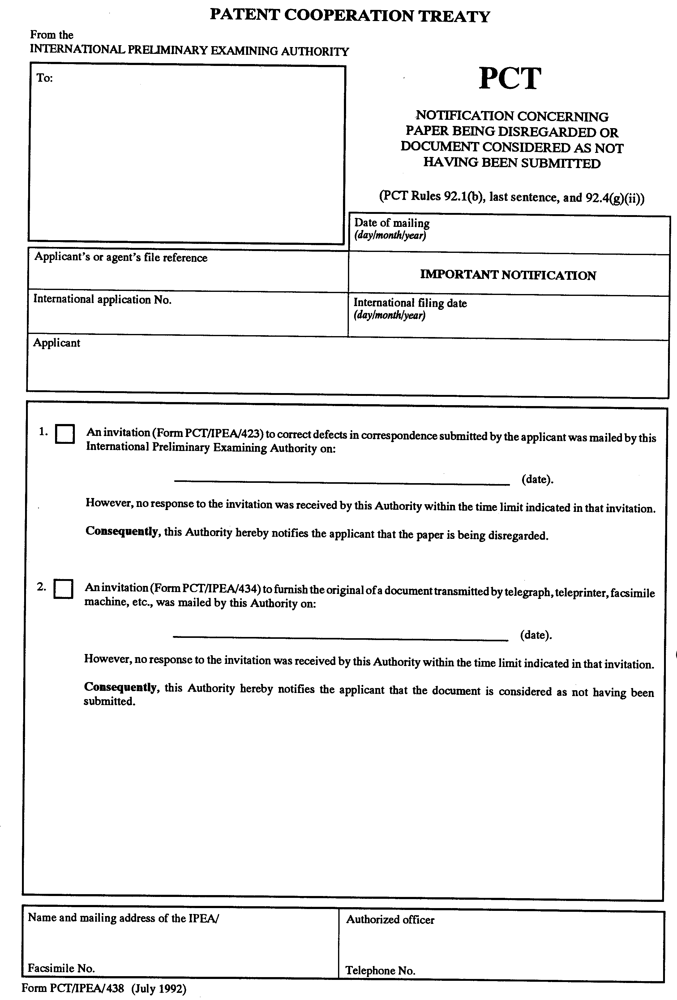 PATENT COOPERATION TREATY
From the
INTERNATIONAL PRELIMINARY EXAMINING AUTHORITY
To:
PCT
NOTIFICATION CONCERNING
PAPER BEING DISREGARDED OR
DOCUMENT CONSIDERED AS NOT
HAVING BEEN SUBMITTED
(PCT Rules 92.1(b), last sentence, and 92.4(g)(ii))
Date of mailing
(day/month/year)
Applicant's or agent's file reference
IMPORTANT NOTIFICATION
International application No.
International filing date
(day/month/year)
Applicant
1. An invitation (Form PCT/IPEA/423) to correct defects in correspondence submitted by the applicant was mailed by this
International Preliminary Examining Authority on:
(date).
However, no response to the invitation was received by this Authority within the time limit indicated in that invitation.
Consequently, this Authority hereby notifies the applicant that the paper is being disregarded.
2. An invitation (Form PCT/IPEA/434) to furnish the original of a document transmitted by telegraph, teleprinter, facsimile
machine, etc., was mailed by this Authority on:
(date).
However, no response to the invitation was received by this Authority within the time limit indicated in that invitation.
Consequently, this Authority hereby notifies the applicant that the document is considered as not having been
submitted.
Name and mailing address of the IPEA/
Authorized officer
Facsimile No.
Telephone No.
Form PCT/IPEA/438 (July 1992)